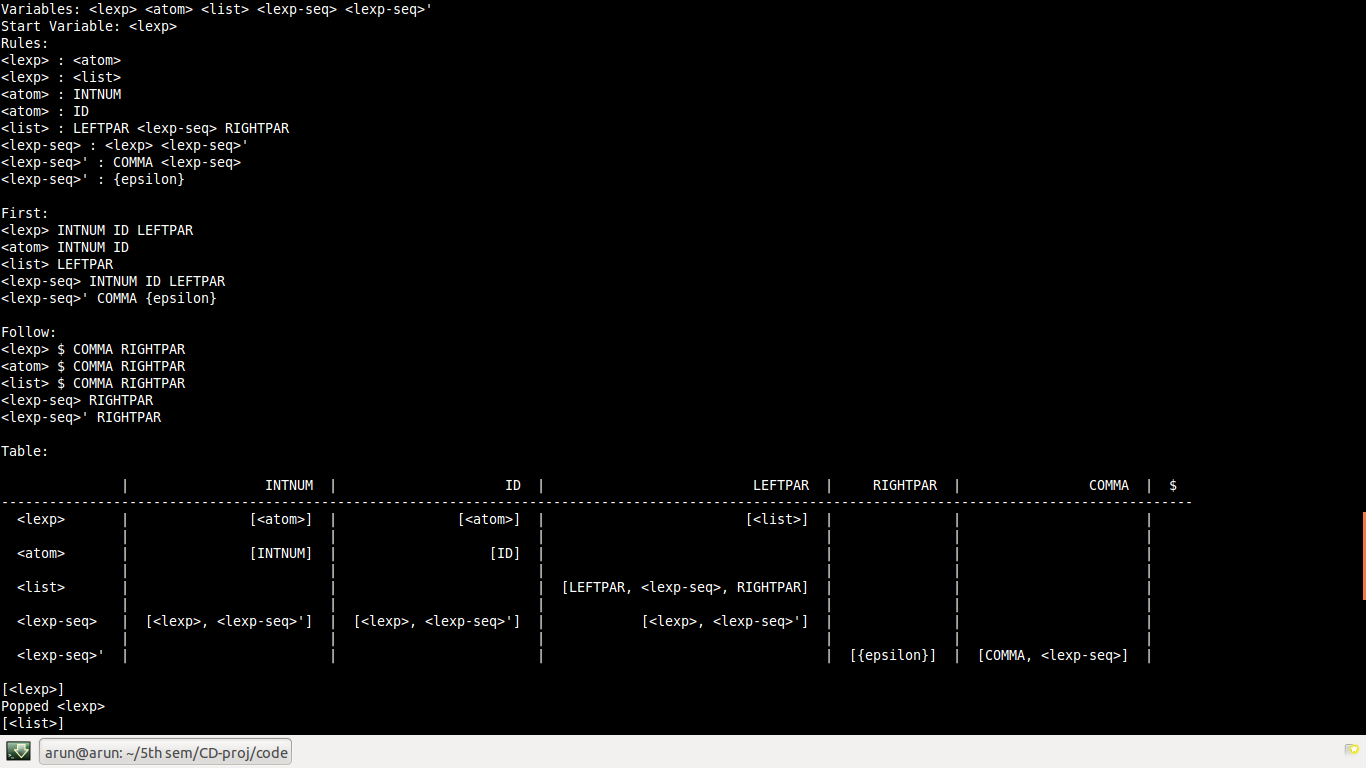 Variables: <lexp> <atom> <list> <lexp-seq> <lexp-seq>'
Start Variable: <lexp>
Rules:
<lexp> : <atom>
<lexp> : <list>
<atom> : INTNUM
<atom> : ID
<list> : LEFTPAR <lexp-seq> RIGHTPAR
<lexp-seq> : <lexp> <lexp-seq>'
<lexp-seq>' : COMMA <lexp-seq>
<lexp-seq>' : {epsilon}
First:
<lexp> INTNUM ID LEFTPAR
<atom> INTNUM ID
<list> LEFTPAR
<lexp-seq> INTNUM ID LEFTPAR
<lexp-seq>' COMMA {epsilon}
Follow:
<lexp> $ COMMA RIGHTPAR
<atom> $ COMMA RIGHTPAR
<list> $ COMMA RIGHTPAR
<lexp-seq> RIGHTPAR
<lexp-seq>' RIGHTPAR
Table:
| INTNUM | ID | LEFTPAR | RIGHTPAR | COMMA | $
<lexp> | [<atom>] | [<atom>] | [<list>] | | |
<atom> | [INTNUM] | [ID] | | | |
<list> | | | [LEFTPAR, <lexp-seq>, RIGHTPAR] | | |
<lexp-seq> | [<lexp>, <lexp-seq>'] | [<lexp>, <lexp-seq>'] | [<lexp>, <lexp-seq>'] | | |
<lexp-seq>' | | | | [{epsilon}] | [COMMA, <lexp-seq>] |
[<lexp>]
Popped <lexp>
[<list>]
arun@arun: ~/5th sem/CD-proj/code